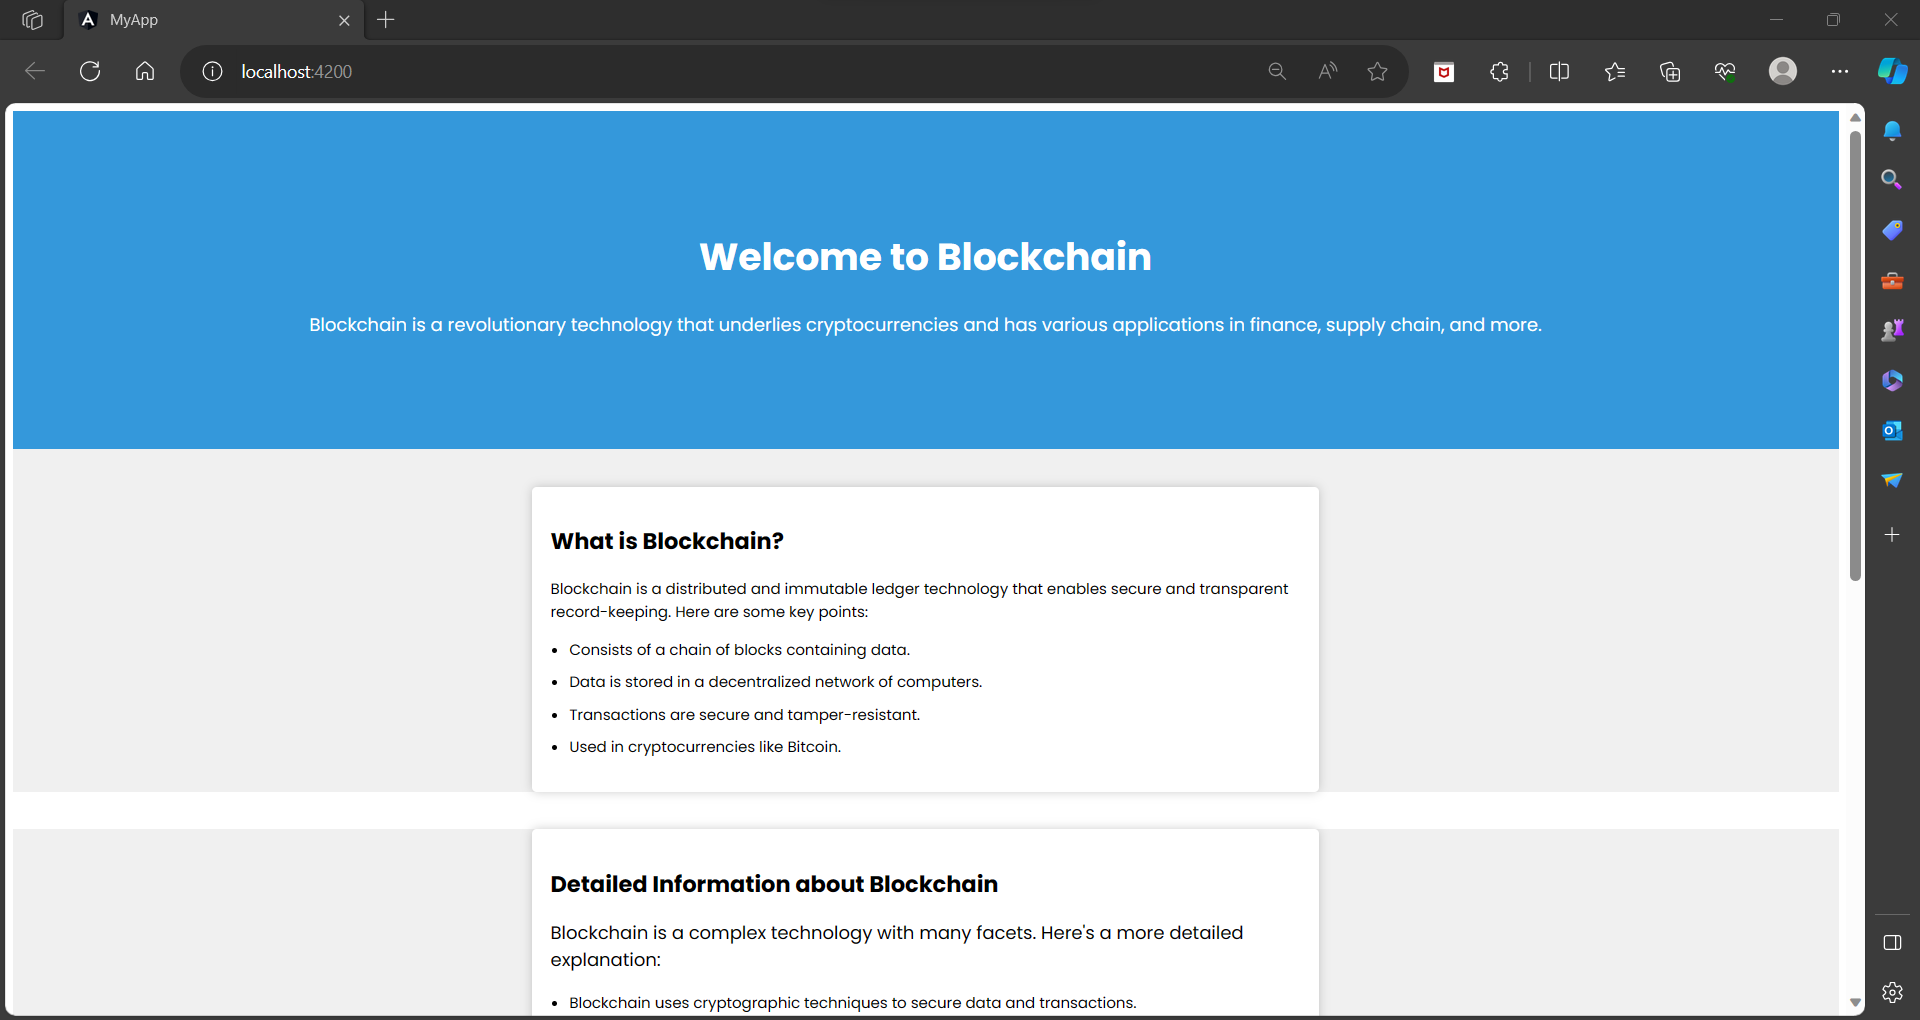 MyApp
localhost:4200
Welcome to Blockchain
Blockchain is a revolutionary technology that underlies cryptocurrencies and has various applications in finance, supply chain, and more.
What is Blockchain?
Blockchain is a distributed and immutable ledger technology that enables secure and transparent
record-keeping. Here are some key points:
• Consists of a chain of blocks containing data.
• Data is stored in a decentralized network of computers.
• Transactions are secure and tamper-resistant.
• Used in cryptocurrencies like Bitcoin.
Detailed Information about Blockchain
Blockchain is a complex technology with many facets. Here's a more detailed
explanation:
• Blockchain uses cryptographic techniques to secure data and transactions.